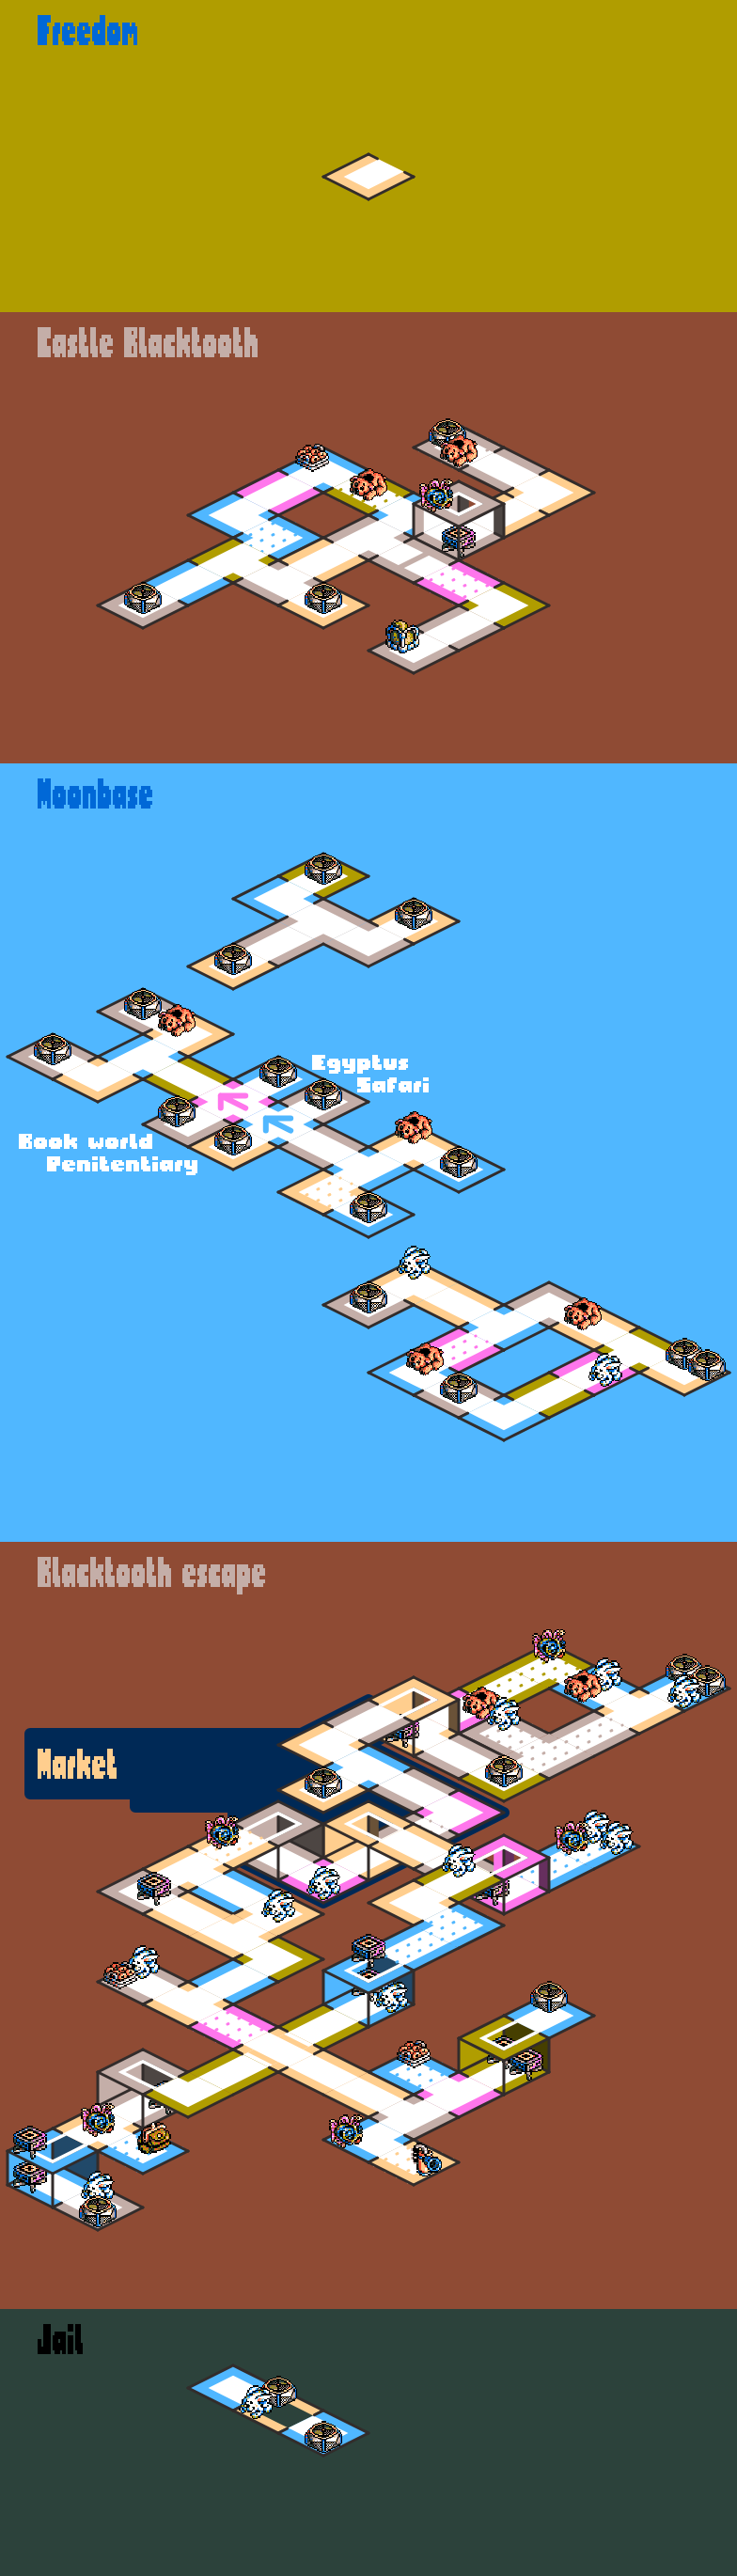 Freedom
Castle Blacktooth
Moonbase
Egyptus
Safari
Book world
Penitentiary
Blacktooth escape
Market
Jail